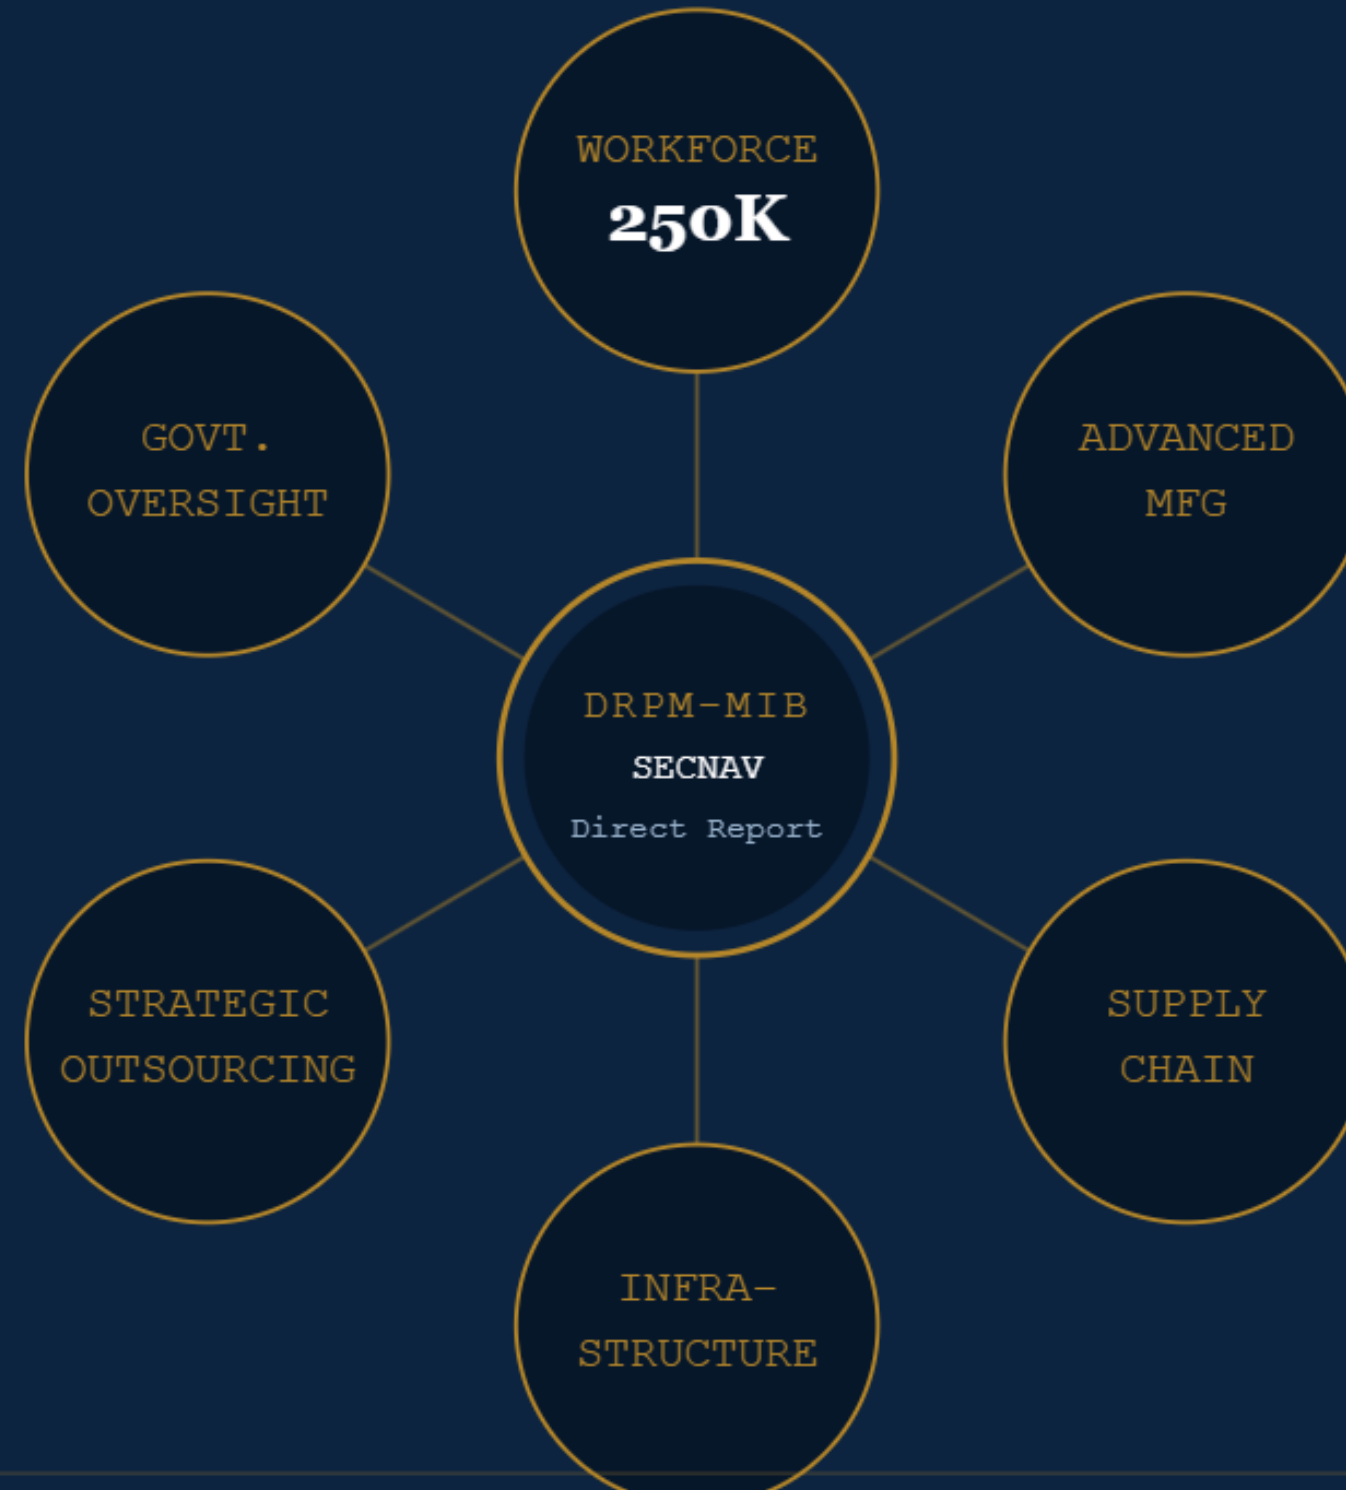 WORKFORCE
250K
GOVT.
OVERSIGHT
ADVANCED
MFG
DRPM-MIB
SECNAV
Direct Report
STRATEGIC
OUTSOURCING
SUPPLY
CHAIN
INFRA-
STRUCTURE